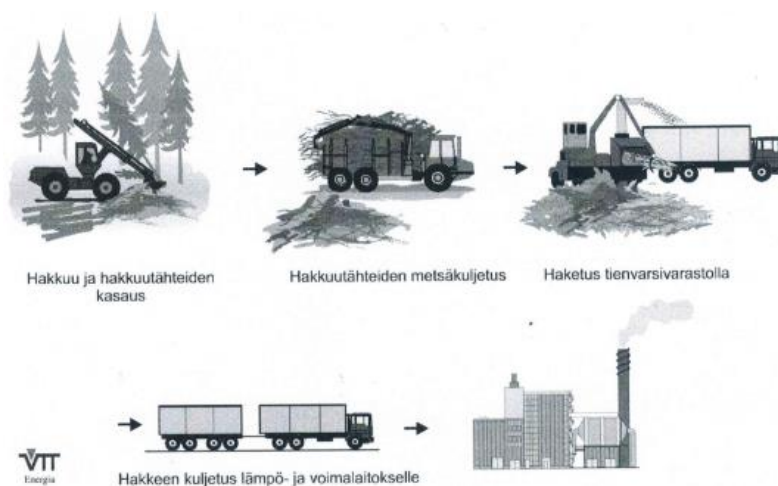 Hakkuu ja hakkuutähteiden
kasaus
Hakkuutähteiden metsäkuljetus
Haketus tienvarsivarastolla
VTT
Energia
Hakkeen kuljetus lämpö- ja voimalaitokselle